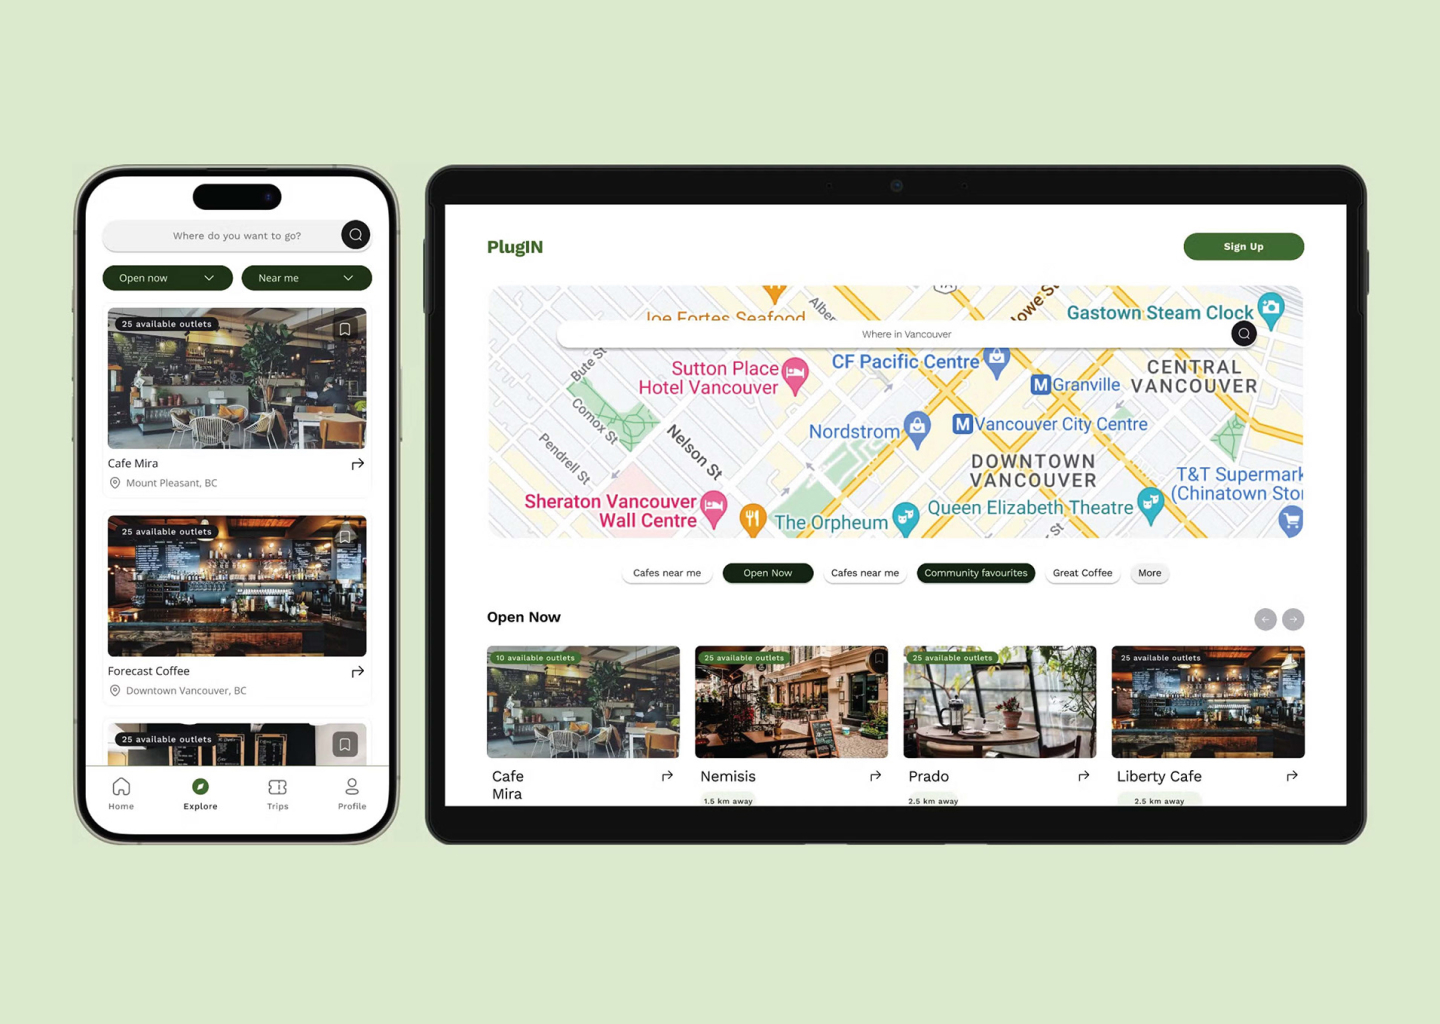 Where do you want to go?
Open now
Near me
25 available outlets
Cafe Mira
Mount Pleasant, BC
25 available outlets
Forecast Coffee
Downtown Vancouver, BC
25 available outlets
Home
Explore
Trips
Profile
PlugIN
Sign Up
Joe Fortes Seafood
Gastown Steam Clock
Where in Vancouver
Bute St
Sutton Place
Hotel Vancouver
CF Pacific Centre
M Granville
CENTRAL
VANCOUVER
Comox St
Nordstrom
M Vancouver City Centre
Pendrell St
Nelson St
DOWNTOWN
VANCOUVER
T&T Supermark
(Chinatown Sto
Sheraton Vancouver
Wall Centre
The Orpheum
Queen Elizabeth Theatre
St
Cafes near me
Open Now
Cafes near me
Community favourites
Great Coffee
More
Open Now
10 available outlets
25 available outlets
25 available outlets
25 available outlets
Cafe
Mira
Nemisis
1.5 km away
Prado
2.5 km away
Liberty Cafe
2.5 km away